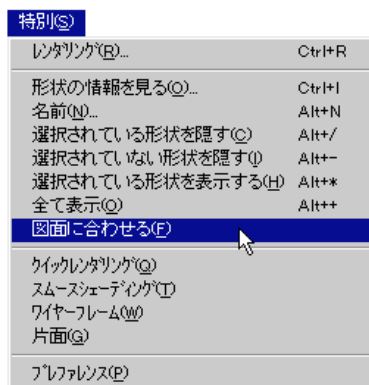 特別(S)
ﾚﾝﾀﾞﾘﾝｸﾞ(R)... Ctrl+R
形状の情報を見る(O)... Ctrl+I
名前(N)... Alt+N
選択されている形状を隠す(C) Alt+/
選択されていない形状を隠す(I) Alt+-
選択されている形状を表示する(H) Alt+*
全て表示(O) Alt++
図面に合わせる(F)
ｸｲｯｸﾚﾝﾀﾞﾘﾝｸﾞ(Q)
ｽﾑｰｽｼｪｰﾃﾞｨﾝｸﾞ(T)
ﾜｲﾔｰﾌﾚｰﾑ(W)
片面(G)
ﾌﾟﾚﾌｧﾚﾝｽ(P)